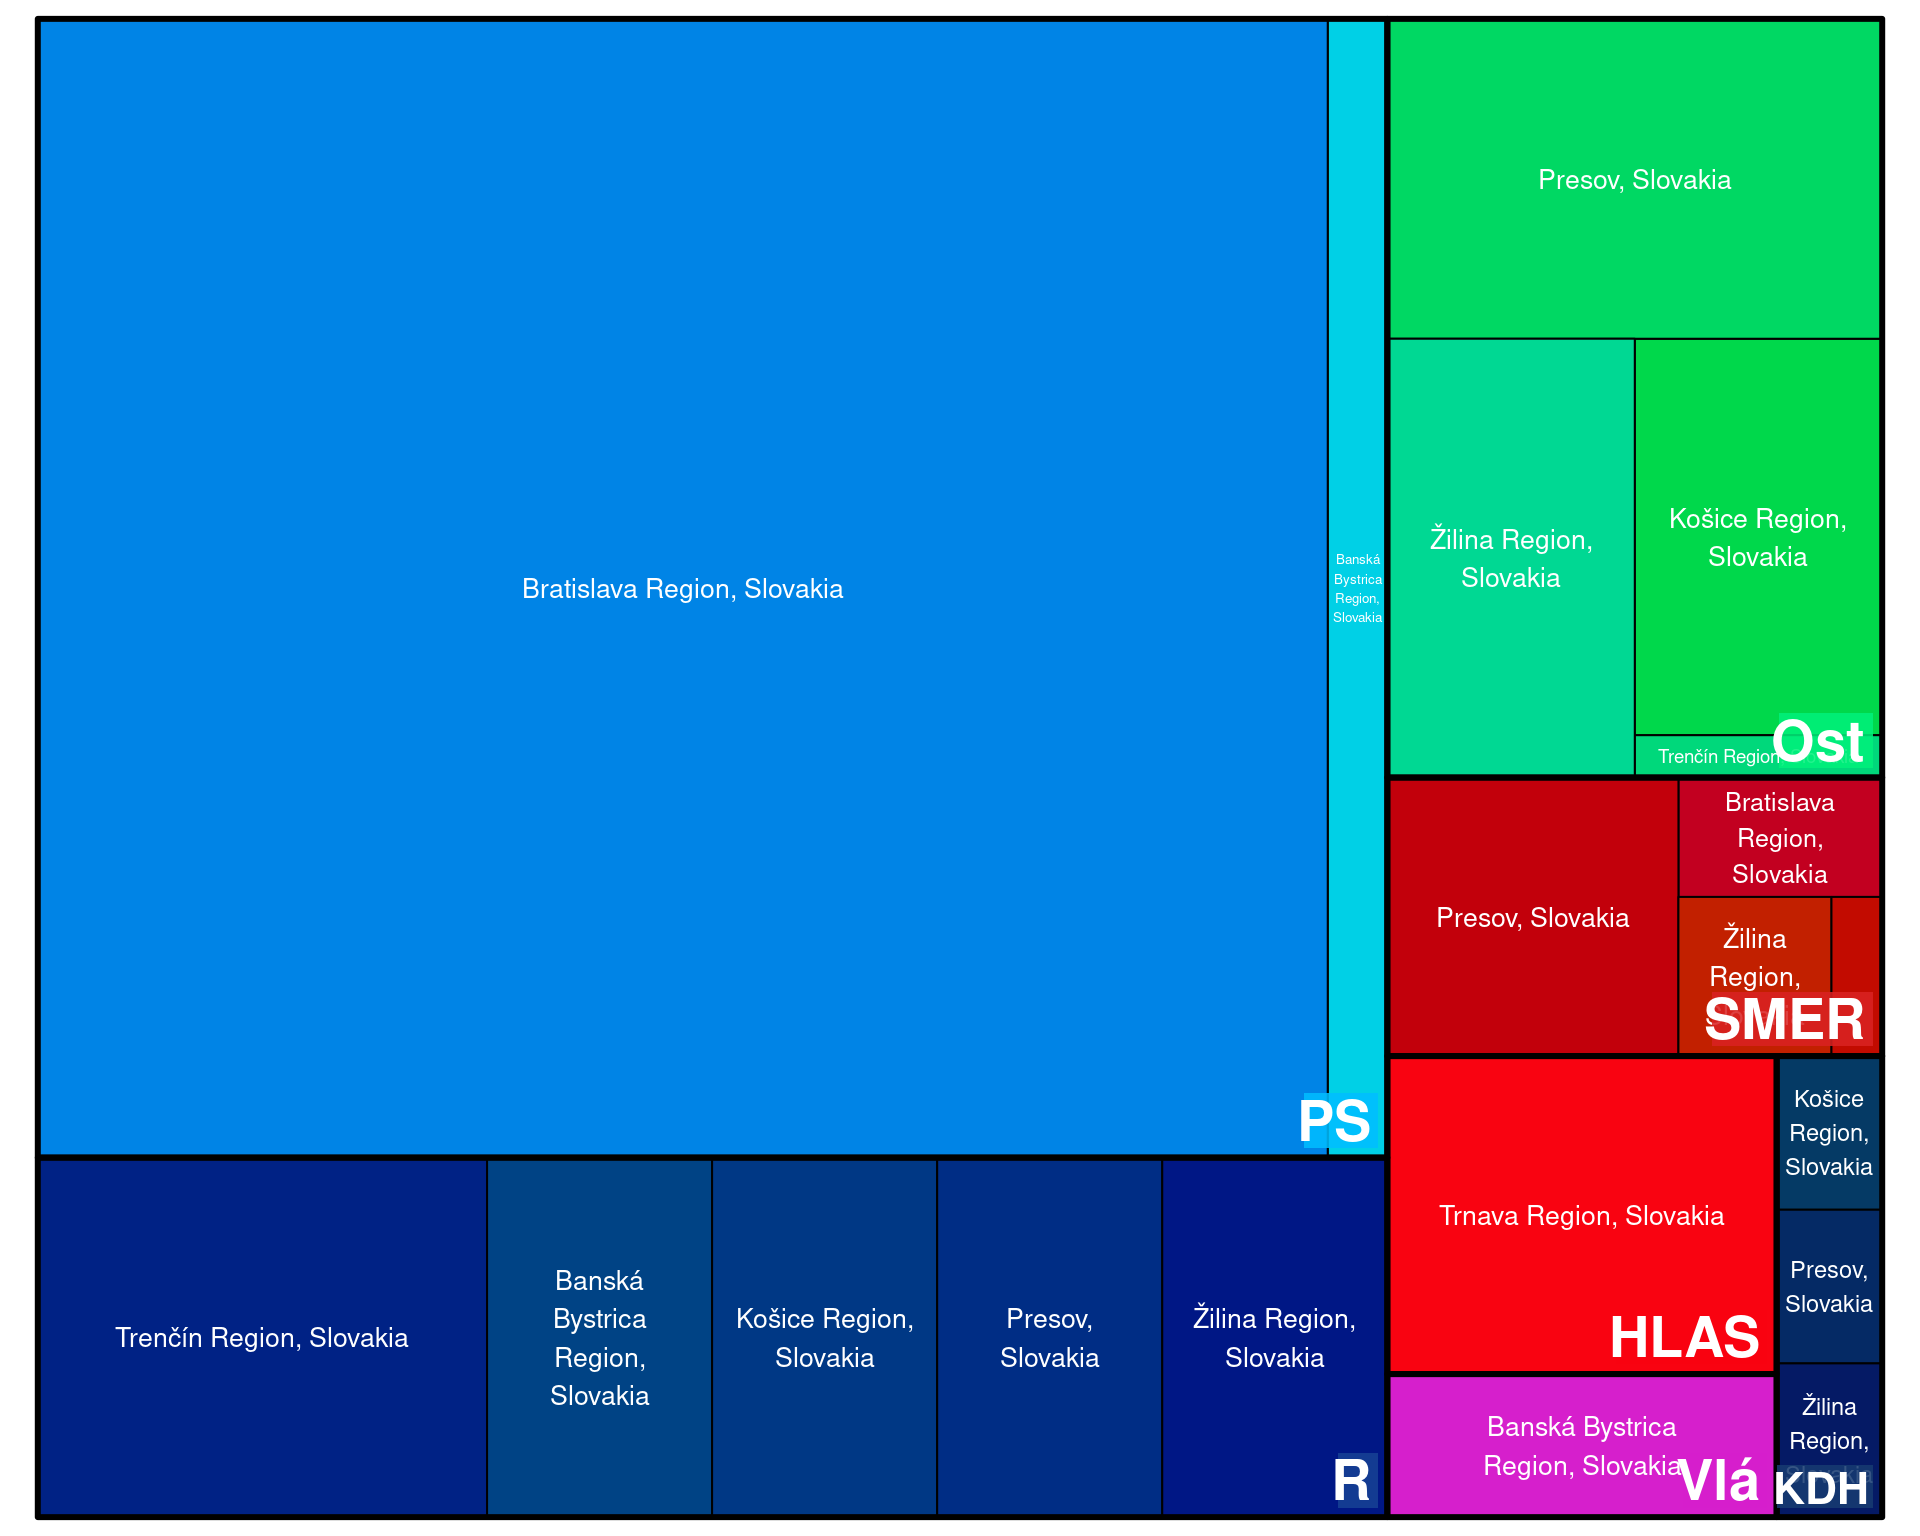 Bratislava Region, Slovakia
Banská
Bystrica
Region,
Slovakia
PS
Trenčín Region, Slovakia
Banská
Bystrica
Region,
Slovakia
Košice Region,
Slovakia
Presov,
Slovakia
Žilina Region,
Slovakia
R
Presov, Slovakia
Žilina Region,
Slovakia
Košice Region,
Slovakia
Trenčín Region
Ost
Presov, Slovakia
Bratislava
Region,
Slovakia
Žilina
Region,
SMER
Trnava Region, Slovakia
HLAS
Banská Bystrica
Region, Slovakia
Vlá
Košice
Region,
Slovakia
Presov,
Slovakia
Žilina
Region,
KDH